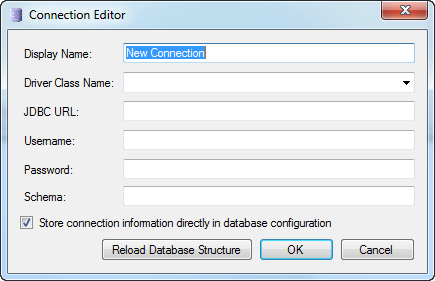 Connection Editor
Display Name: New Connection
Driver Class Name:
JDBC URL:
Username:
Password:
Schema:
Store connection information directly in database configuration
Reload Database Structure OK Cancel